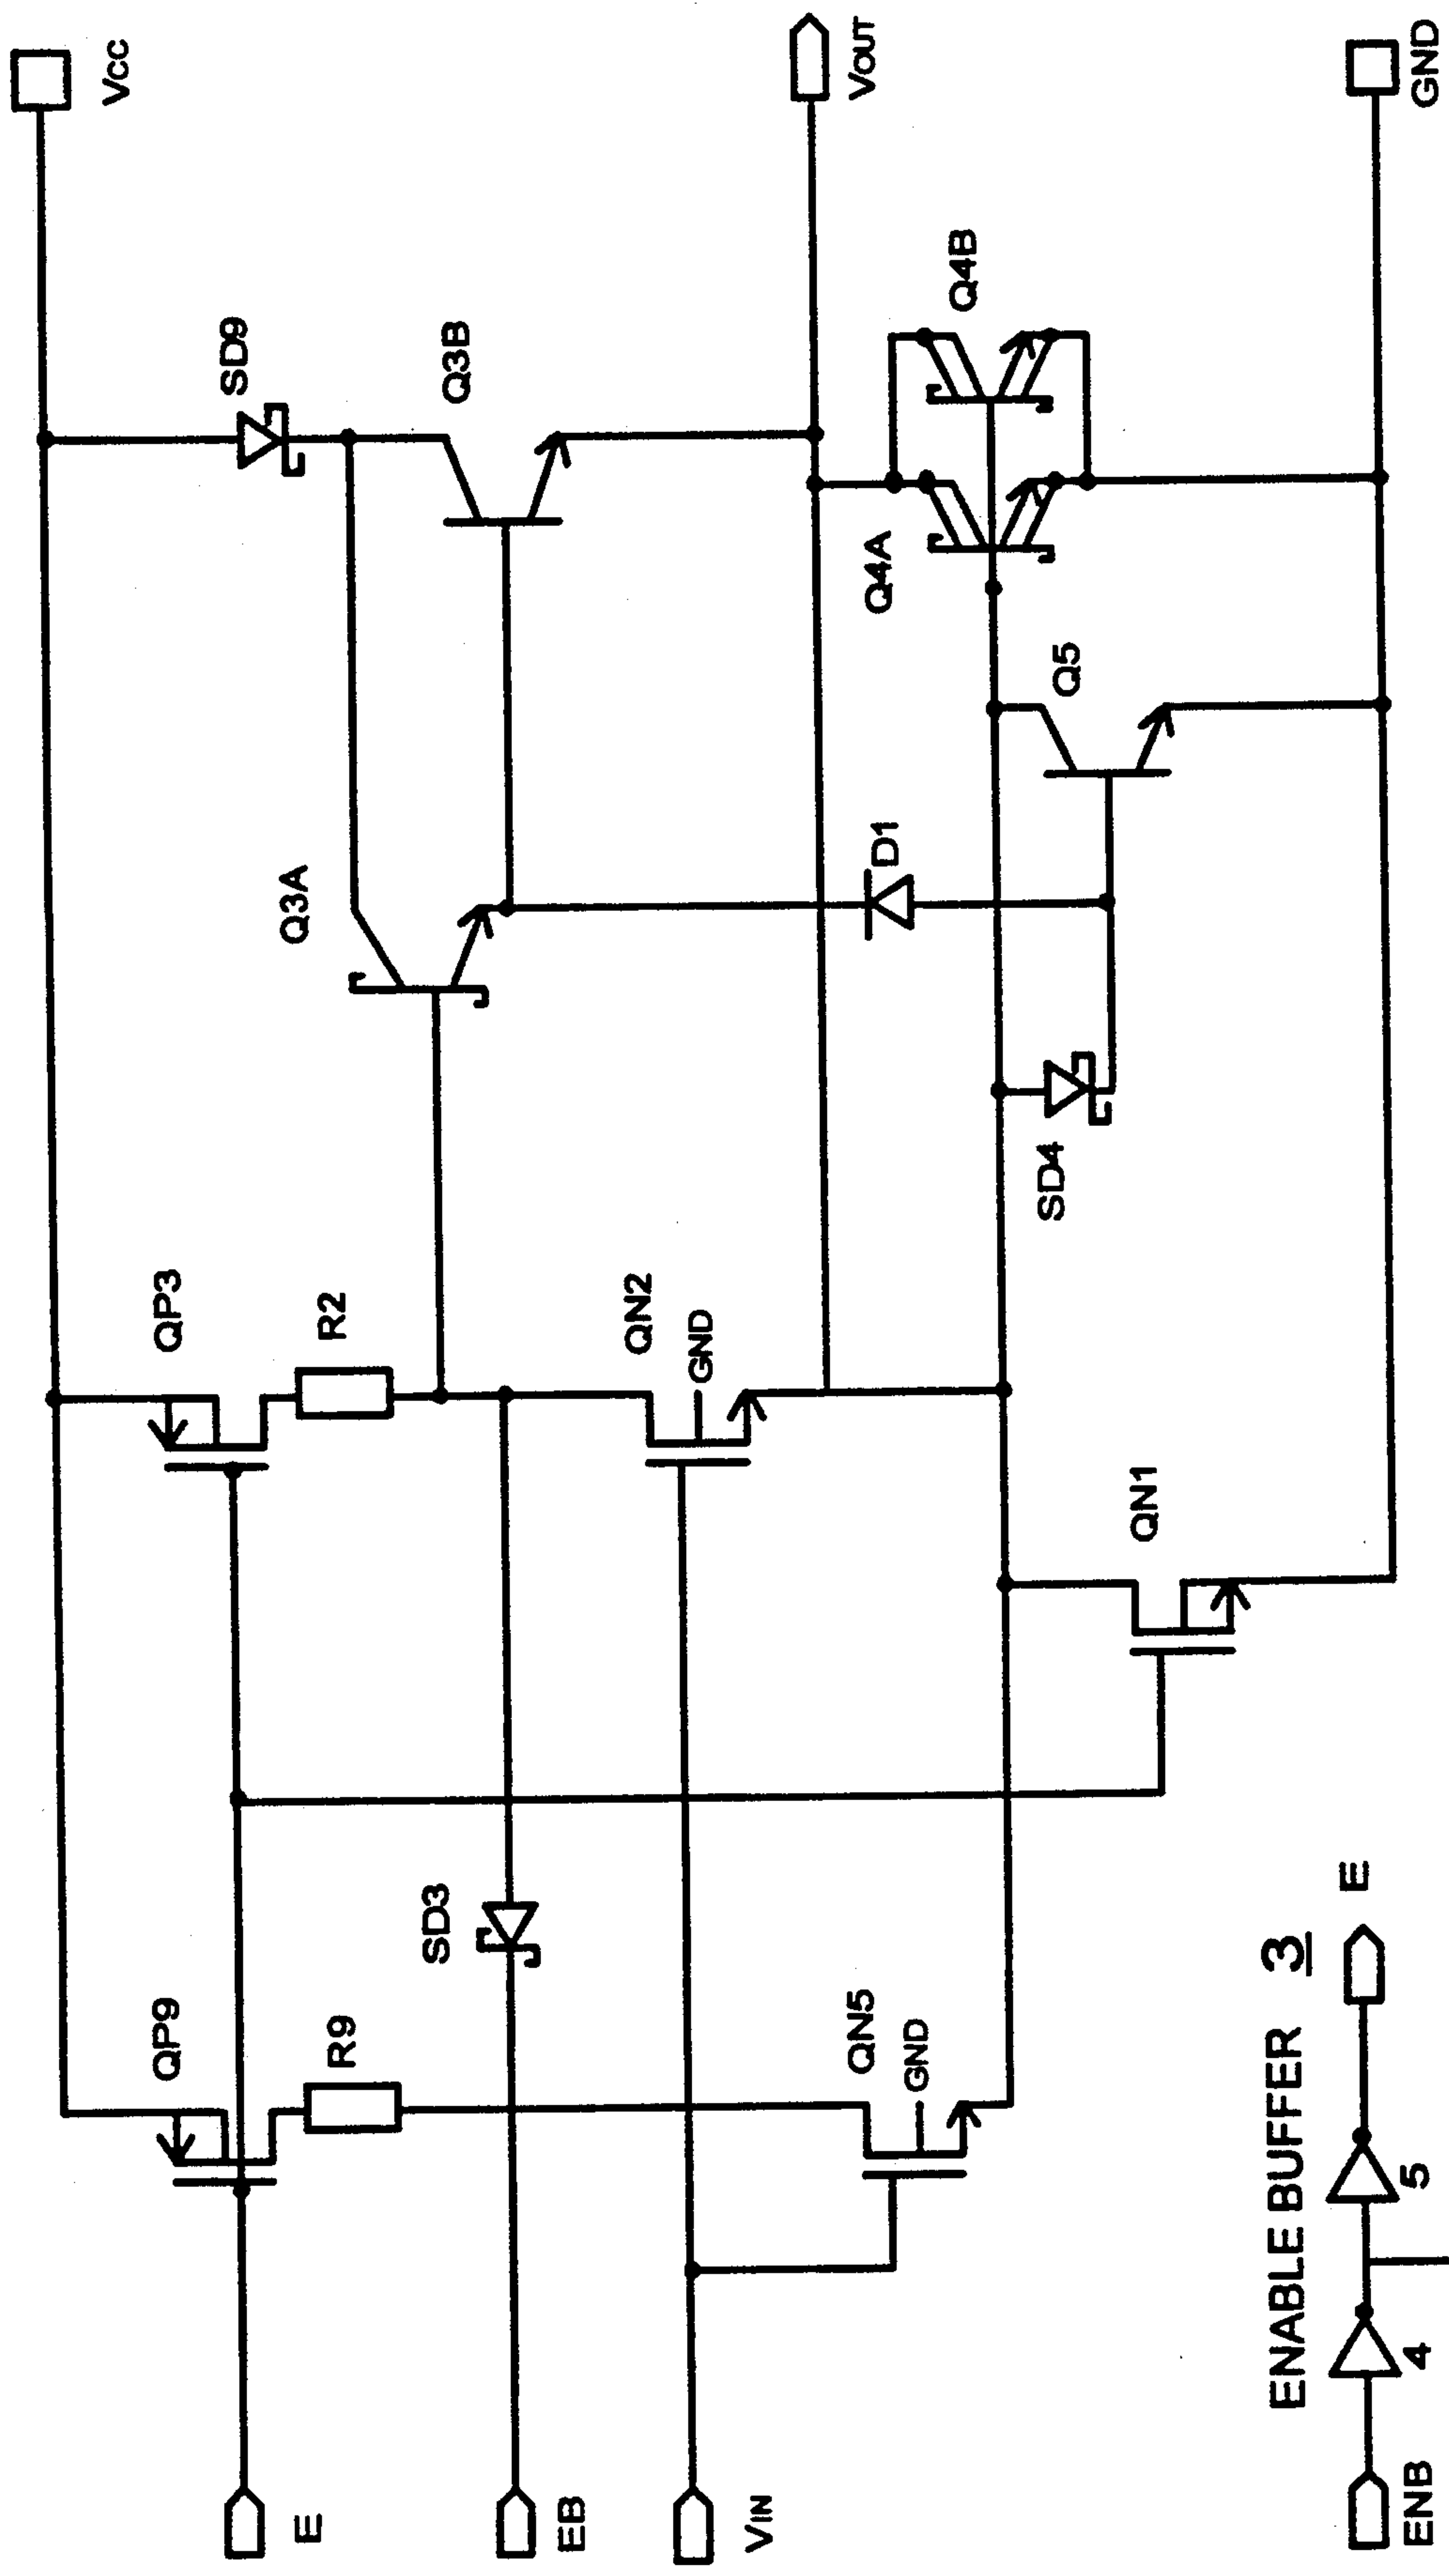 Vcc
SD9
Q3B
Q3A
QP3
R2
QP9
R9
SD3
QN2
GND
VOUT
Q4B
Q4A
Q5
D1
SD4
QN1
QN5
GND
GND
E
EB
VIN
ENABLE BUFFER 3
ENB
4
5
E